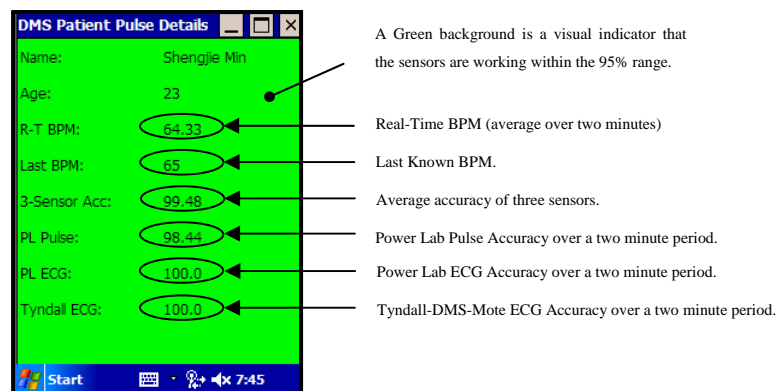 DMS Patient Pulse Details
Name: Shengjie Min
Age: 23
R-T BPM: 64.33
Last BPM: 65
3-Sensor Acc: 99.48
PL Pulse: 98.44
PL ECG: 100.0
Tyndall ECG: 100.0
Start 7:45
A Green background is a visual indicator that
the sensors are working within the 95% range.
Real-Time BPM (average over two minutes)
Last Known BPM.
Average accuracy of three sensors.
Power Lab Pulse Accuracy over a two minute period.
Power Lab ECG Accuracy over a two minute period.
Tyndall-DMS-Mote ECG Accuracy over a two minute period.